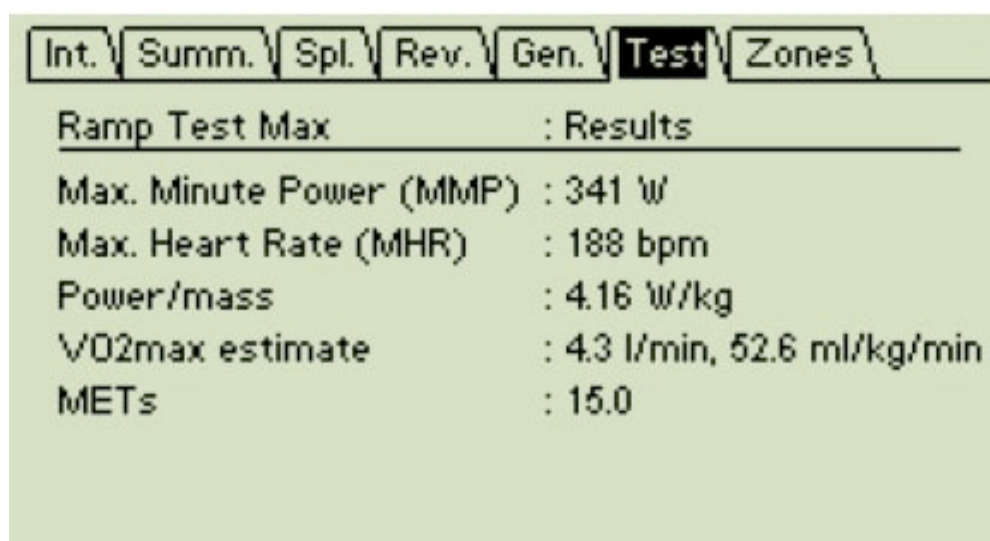 Int. Summ. Spl. Rev. Gen. Test Zones
Ramp Test Max : Results
Max. Minute Power (MMP) : 341 W
Max. Heart Rate (MHR) : 188 bpm
Power/mass : 4.16 W/kg
VO2max estimate : 4.3 l/min, 52.6 ml/kg/min
METs : 15.0